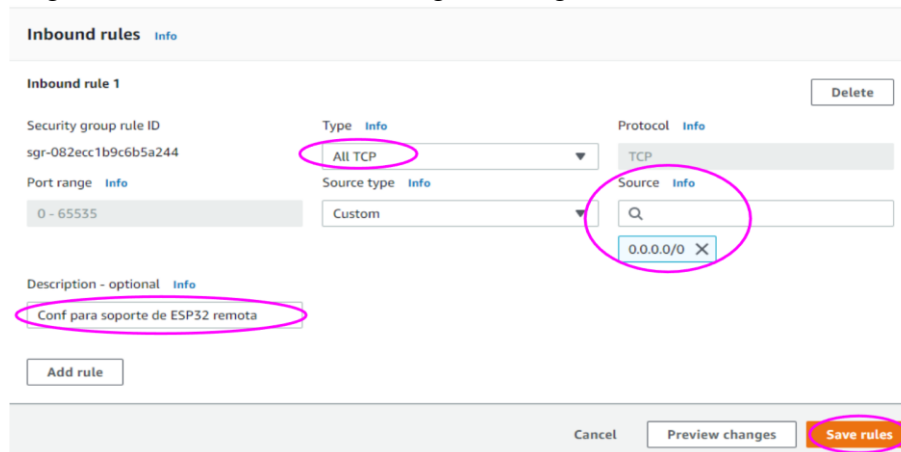 Inbound rules Info
Inbound rule 1
Delete
Security group rule ID
Type Info
Protocol Info
sgr-082ecc1b9c6b5a244
All TCP
TCP
Port range Info
Source type Info
Source Info
0 - 65535
Custom
0.0.0.0/0
Description - optional Info
Conf para soporte de ESP32 remota
Add rule
Cancel
Preview changes
Save rules